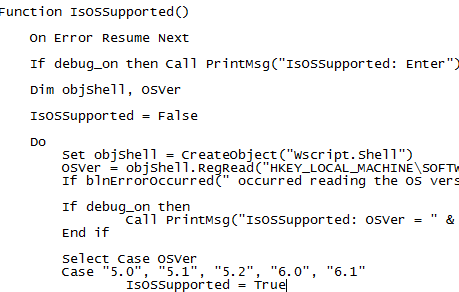 Function IsOSSupported()
On Error Resume Next
If debug_on then Call PrintMsg("IsOSSupported: Enter")
Dim objShell, OSVer
IsOSSupported = False
Do
Set objShell = CreateObject("Wscript.Shell")
OSVer = objShell.RegRead("HKEY_LOCAL_MACHINE\SOFTW
If blnErrorOccurred(" occurred reading the OS vers
If debug_on then
Call PrintMsg("IsOSSupported: OSVer = " &
End if
Select Case OSVer
Case "5.0", "5.1", "5.2", "6.0", "6.1"
IsOSSupported = True